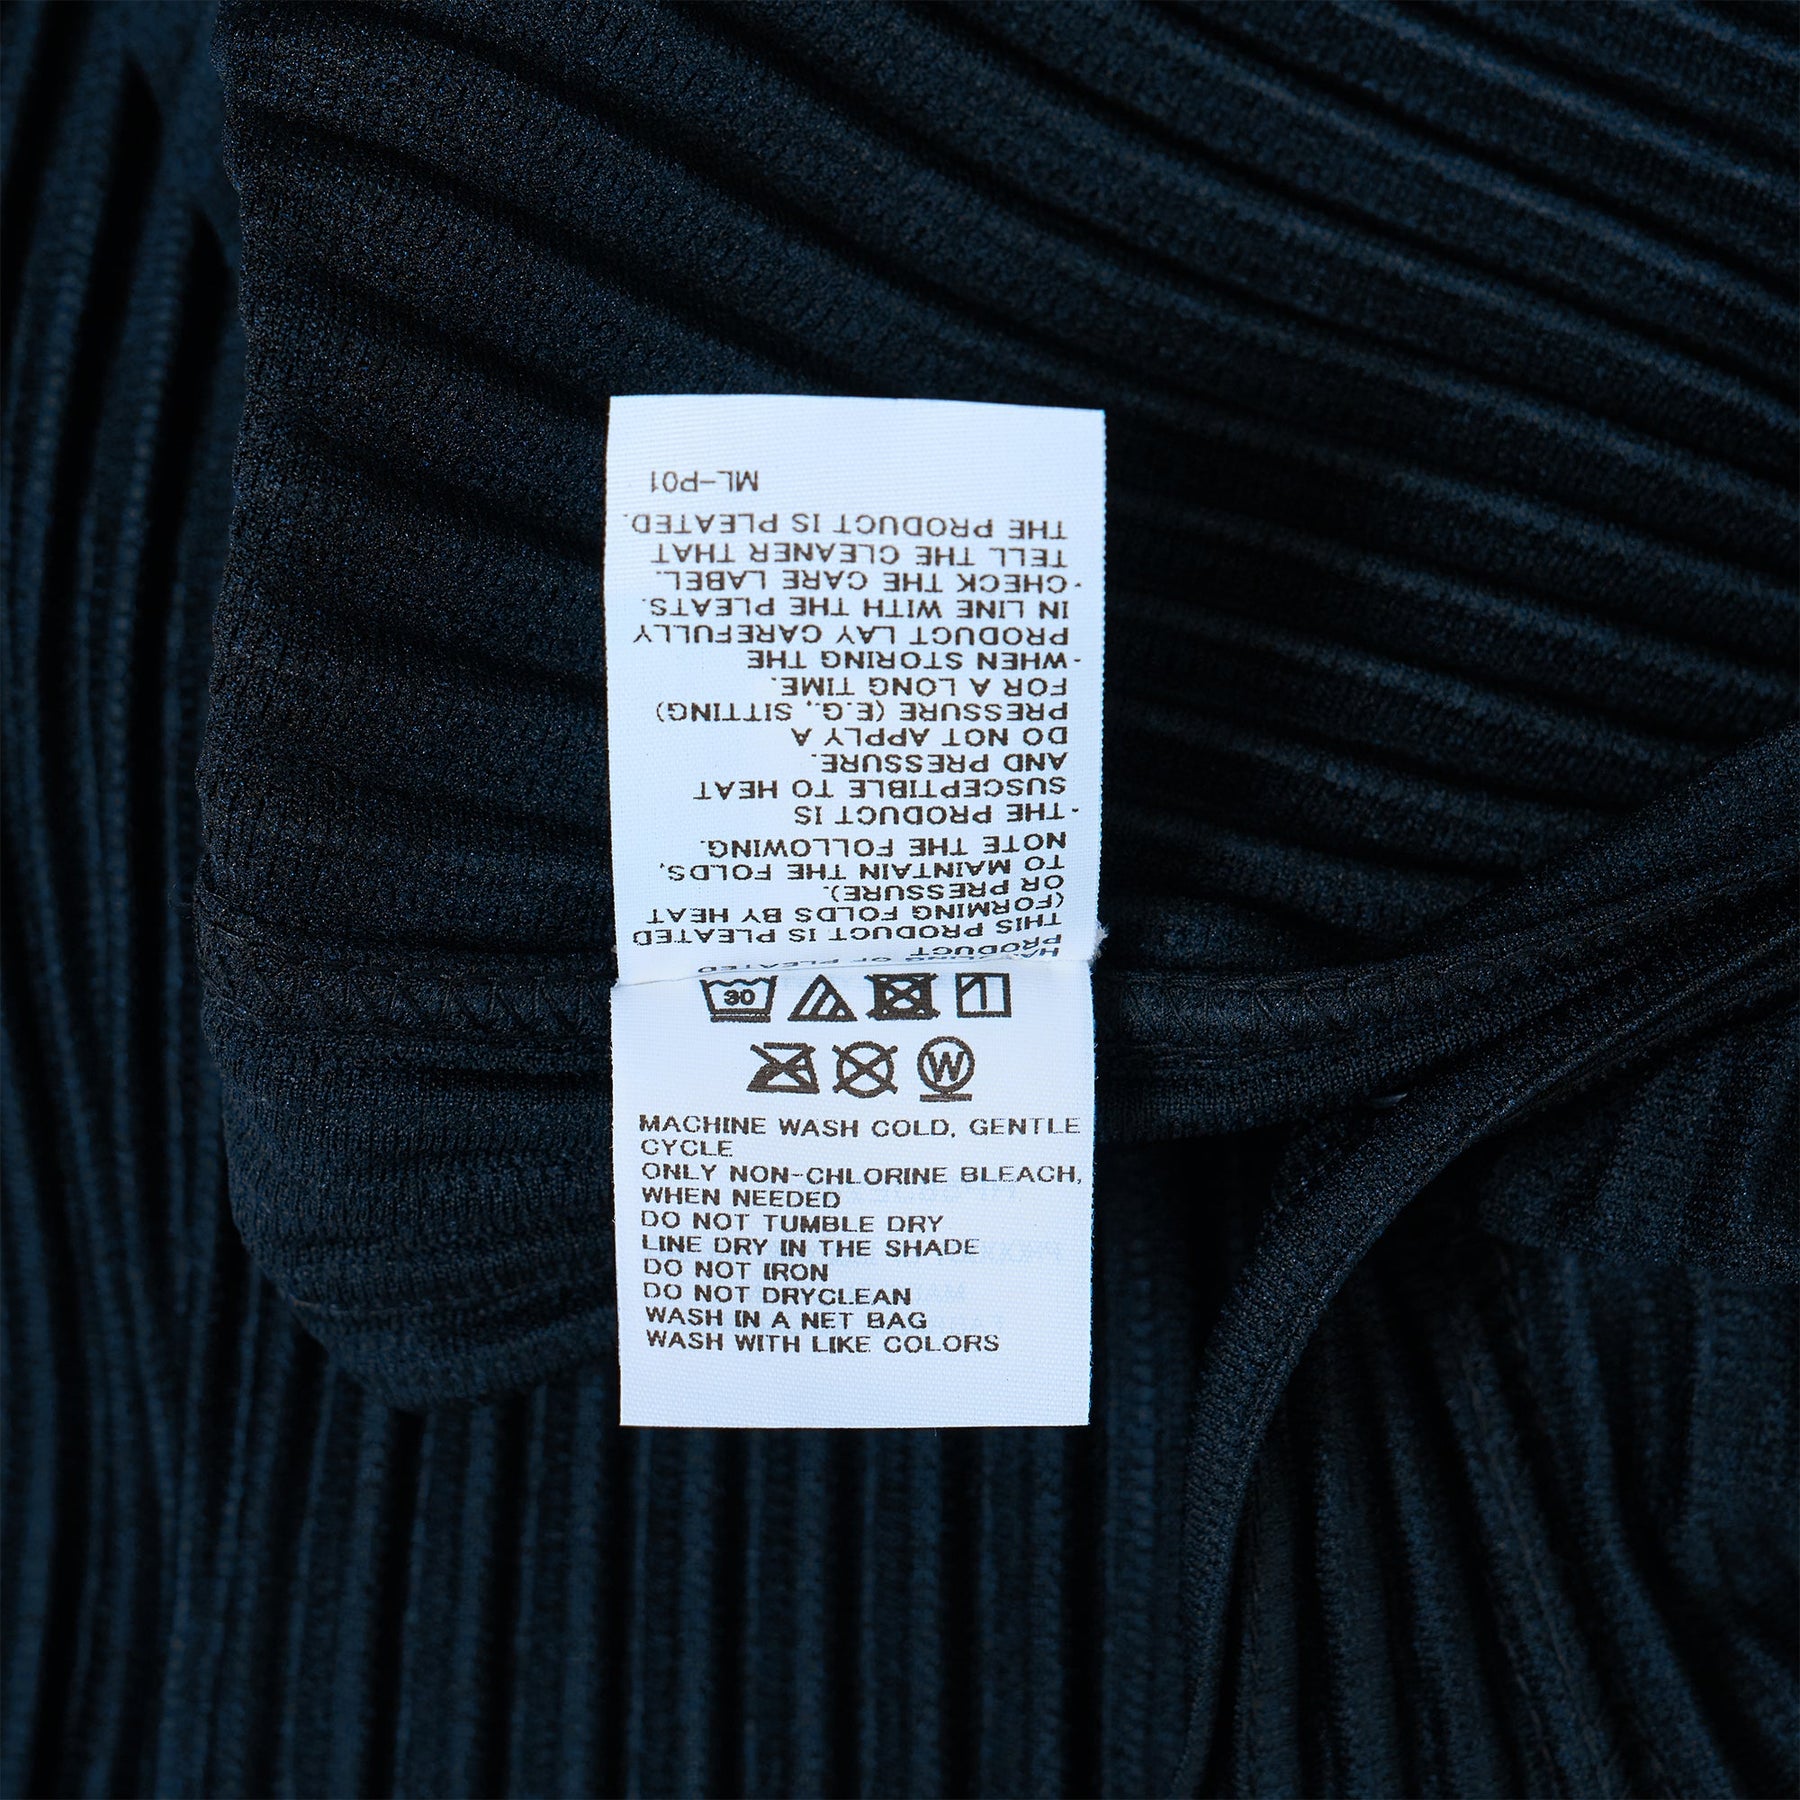 HANDLING OF PLEATED
PRODUCT
THIS PRODUCT IS PLEATED
(FORMING FOLDS BY HEAT
OR PRESSURE).
TO MAINTAIN THE FOLDS,
NOTE THE FOLLOWING.
·THE PRODUCT IS
SUSCEPTIBLE TO HEAT
AND PRESSURE.
DO NOT APPLY A
PRESSURE (E.G., SITTING)
FOR A LONG TIME.
·WHEN STORING THE
PRODUCT LAY CAREFULLY
IN LINE WITH THE PLEATS.
·CHECK THE CARE LABEL.
TELL THE CLEANER THAT
THE PRODUCT IS PLEATED.
ML-P01
30
W
MACHINE WASH COLD, GENTLE
CYCLE
ONLY NON-CHLORINE BLEACH,
WHEN NEEDED
DO NOT TUMBLE DRY
LINE DRY IN THE SHADE
DO NOT IRON
DO NOT DRYCLEAN
WASH IN A NET BAG
WASH WITH LIKE COLORS